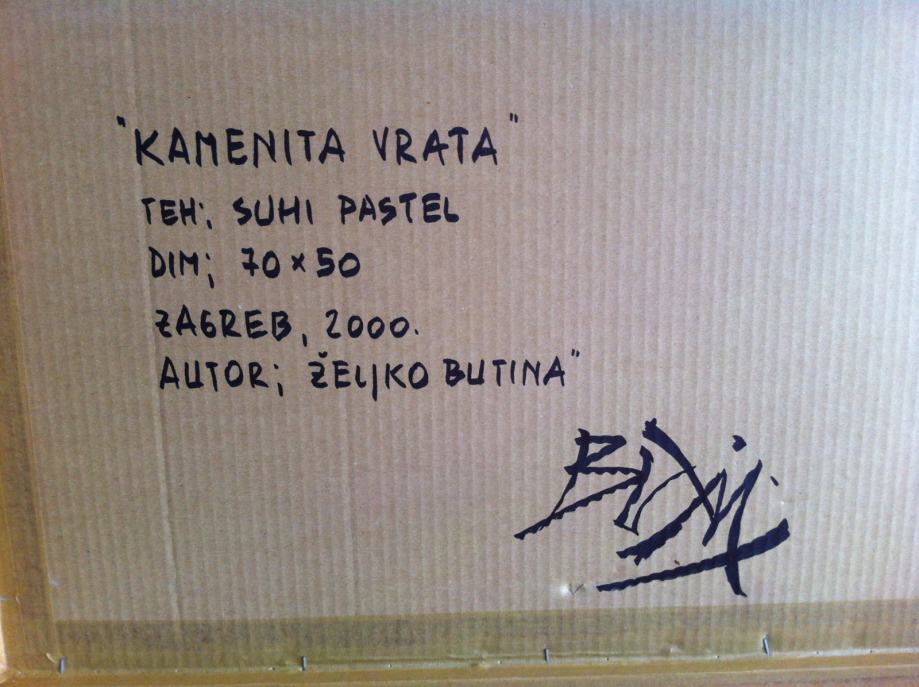 "KAMENITA VRATA"
TEH; SUHI PASTEL
DIM; 70×50
ZAGREB, 2000.
AUTOR; ŽELJKO BUTINA"